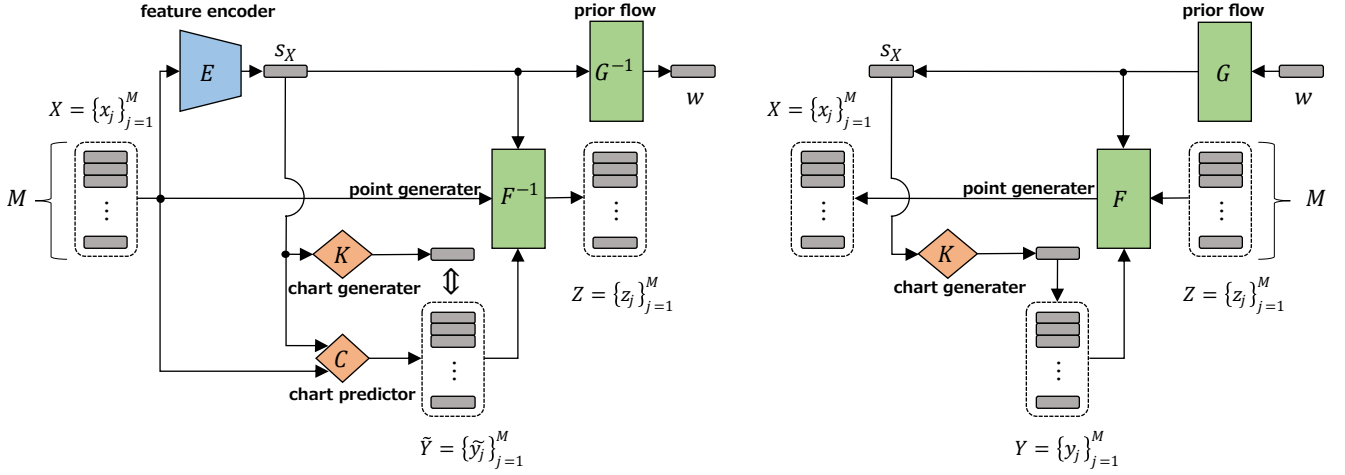 feature encoder
prior flow
E
s_X
G⁻¹
w
X = {x_j}_{j=1}^{M}
M
point generater
F⁻¹
K
chart generater
Z = {z_j}_{j=1}^{M}
C
chart predictor
Ỹ = {ỹ_j}_{j=1}^{M}
prior flow
s_X
G
w
X = {x_j}_{j=1}^{M}
point generater
F
M
K
chart generater
Z = {z_j}_{j=1}^{M}
Y = {y_j}_{j=1}^{M}